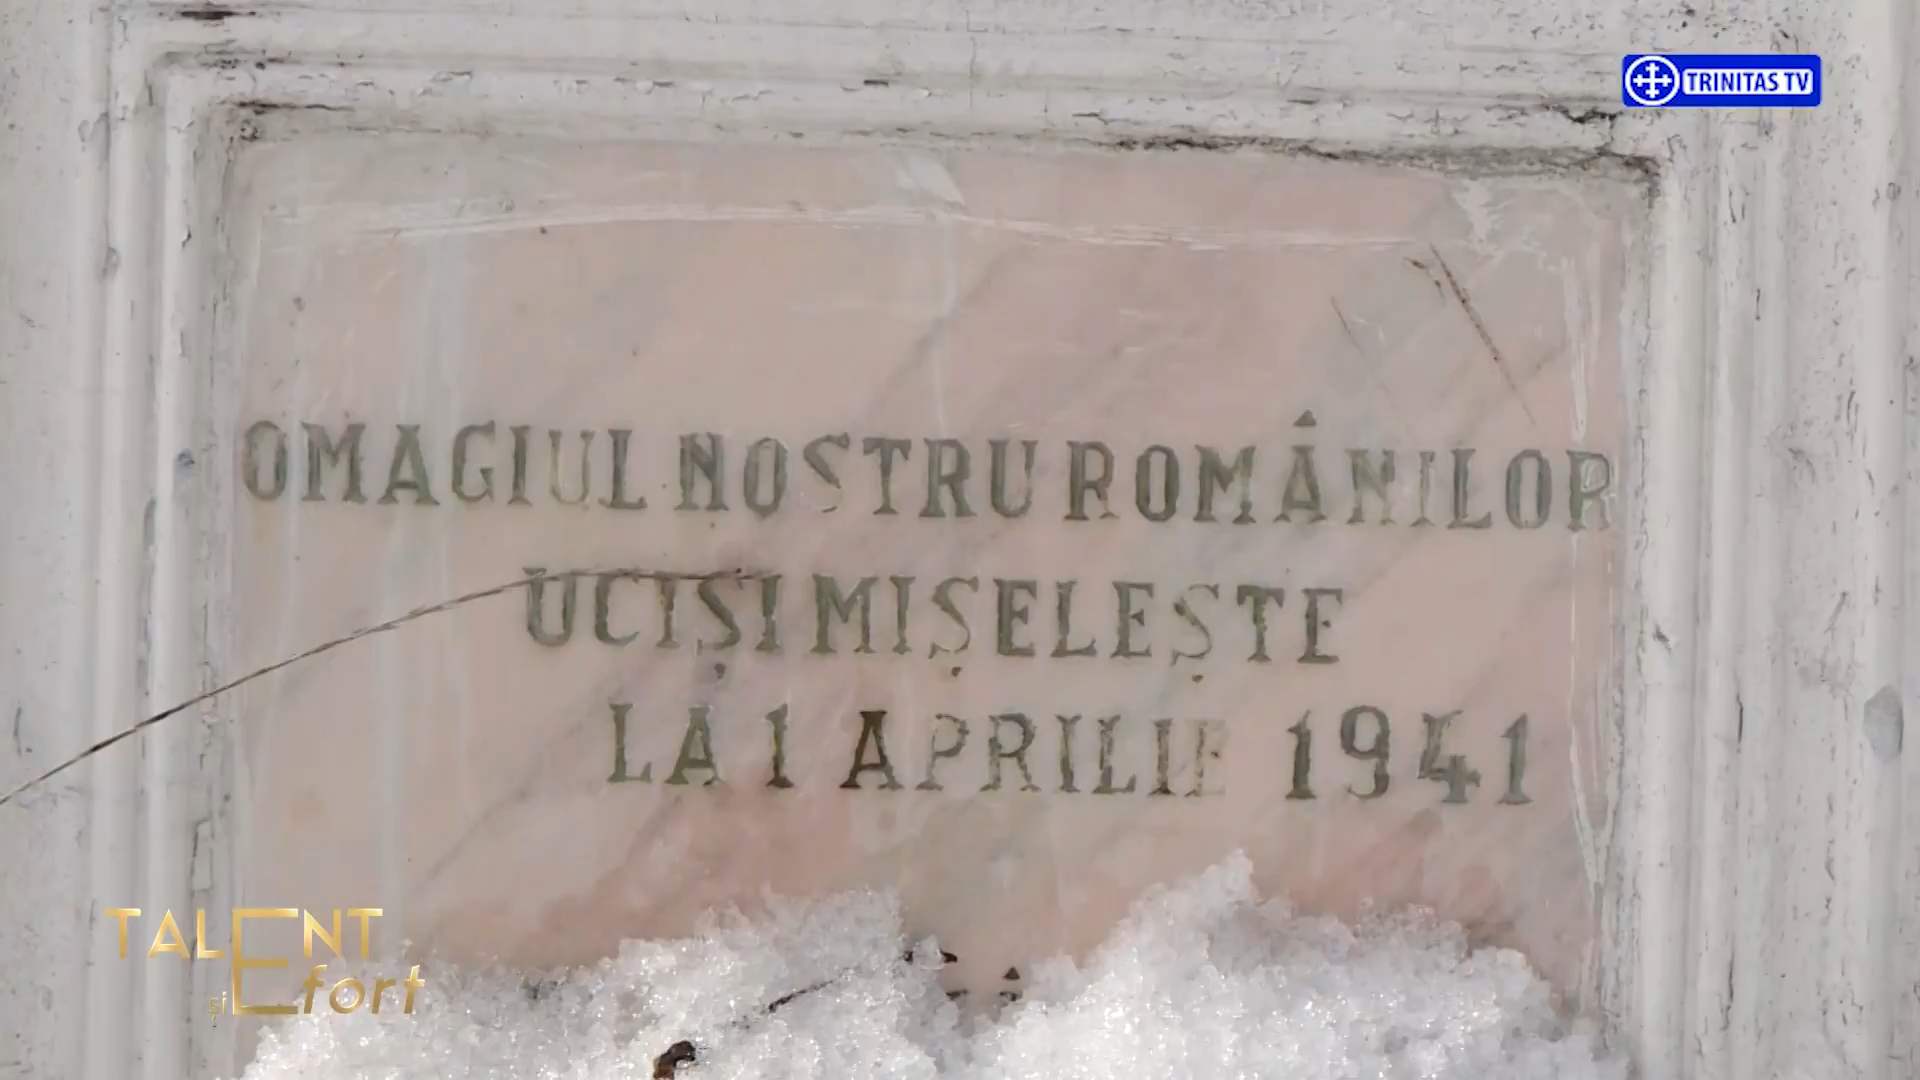 TRINITAS TV
OMAGIUL NOSTRU ROMÂNILOR
UCIȘI MIȘELEȘTE
LA 1 APRILIE 1941
TALENT
și Efort